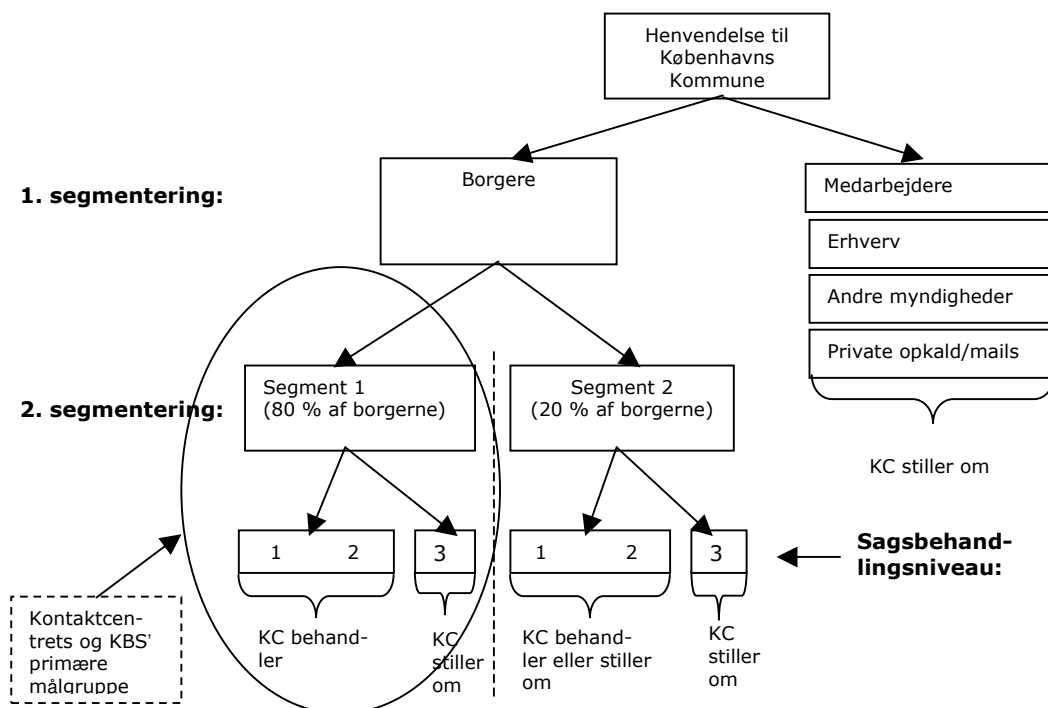 Henvendelse til
Københavns
Kommune
1. segmentering:
Borgere
Medarbejdere
Erhverv
Andre myndigheder
Private opkald/mails
KC stiller om
2. segmentering:
Segment 1
(80 % af borgerne)
Segment 2
(20 % af borgerne)
1 2 3
1 2 3
Sagsbehand-
lingsniveau:
Kontaktcen-
trets og KBS’
primære
målgruppe
KC behand-
ler
KC
stiller
om
KC behand-
ler eller stiller
om
KC
stiller
om